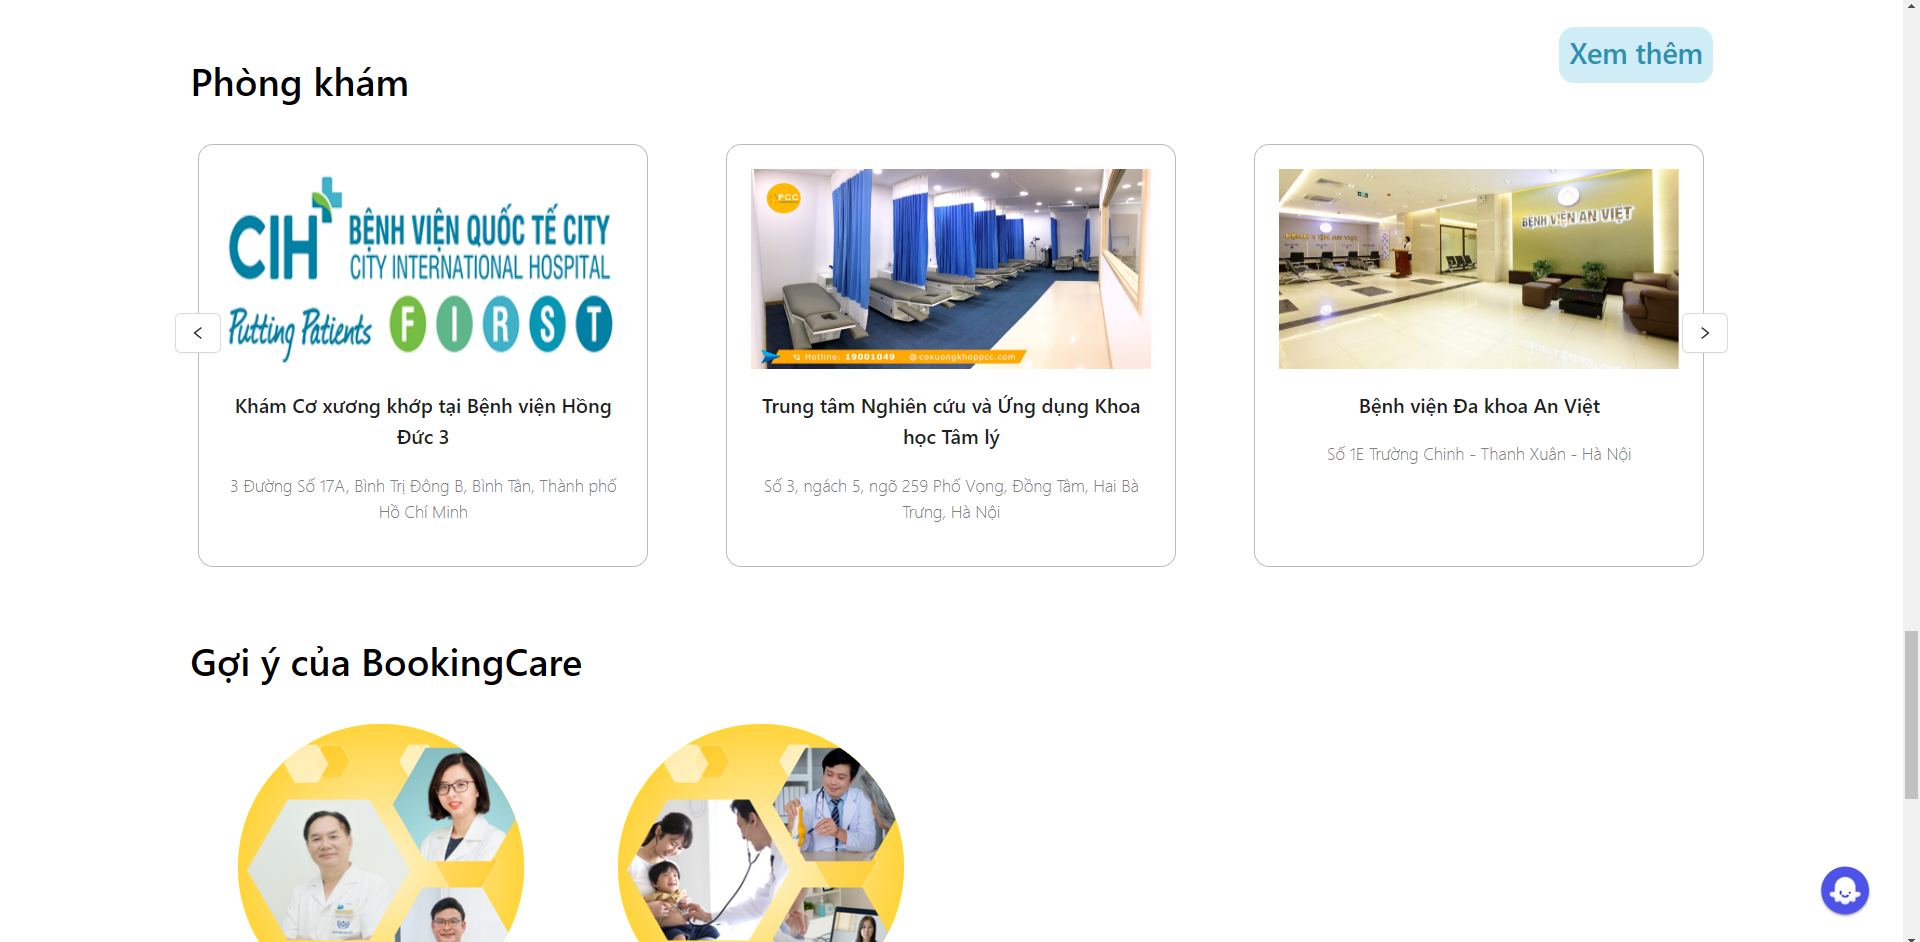 Xem thêm
Phòng khám
CIH
BỆNH VIỆN QUỐC TẾ CITY
CITY INTERNATIONAL HOSPITAL
Putting Patients FIRST
Khám Cơ xương khớp tại Bệnh viện Hồng
Đức 3
3 Đường Số 17A, Bình Trị Đông B, Bình Tân, Thành phố
Hồ Chí Minh
PCC
Hotline: 19001049 coxuongkhoppcc.com
Trung tâm Nghiên cứu và Ứng dụng Khoa
học Tâm lý
Số 3, ngách 5, ngõ 259 Phố Vọng, Đồng Tâm, Hai Bà
Trưng, Hà Nội
BỆNH VIỆN AN VIỆT
BỆNH VIỆN AN VIỆT
Bệnh viện Đa khoa An Việt
Số 1E Trường Chinh - Thanh Xuân - Hà Nội
Gợi ý của BookingCare